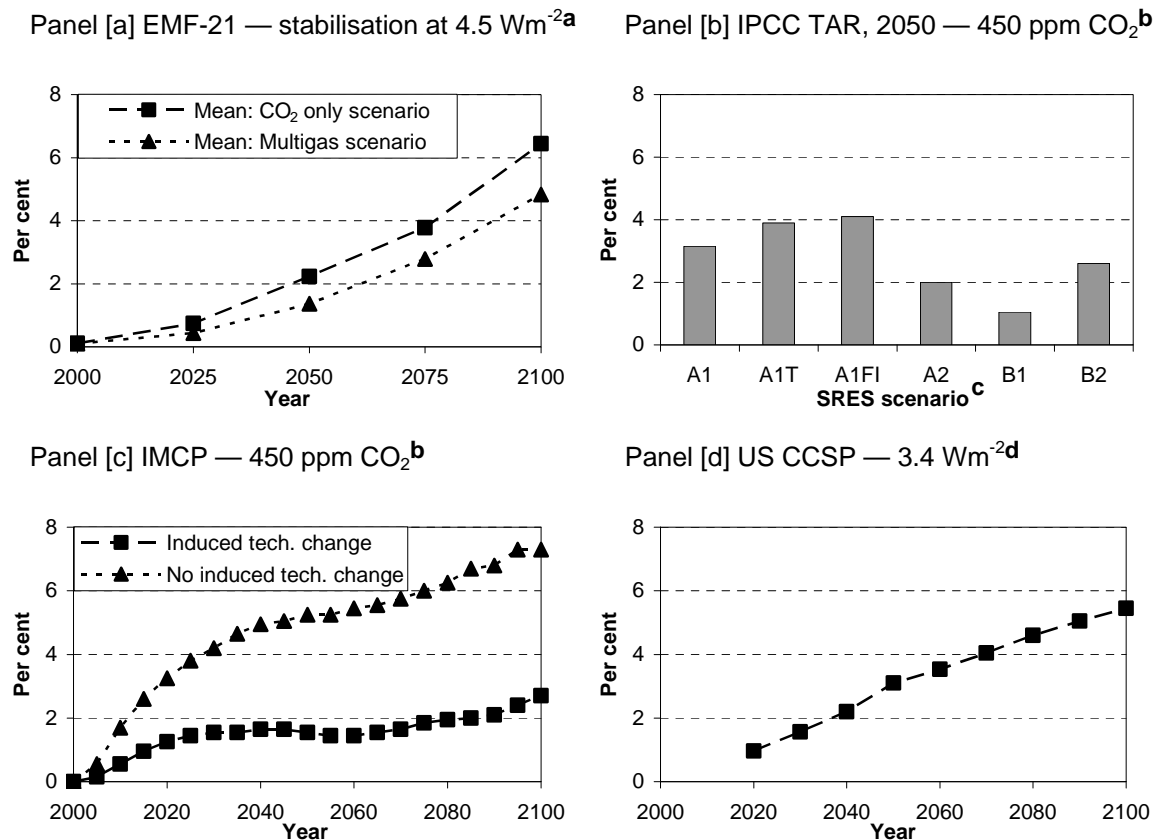 Panel [a] EMF-21 — stabilisation at 4.5 Wm-2a
8
6
4
2
0
Per cent
Mean: CO2 only scenario
Mean: Multigas scenario
2000 2025 2050 2075 2100
Year
Panel [b] IPCC TAR, 2050 — 450 ppm CO2b
8
6
4
2
0
Per cent
A1 A1T A1FI A2 B1 B2
SRES scenarioc
Panel [c] IMCP — 450 ppm CO2b
8
6
4
2
0
Per cent
Induced tech. change
No induced tech. change
2000 2020 2040 2060 2080 2100
Year
Panel [d] US CCSP — 3.4 Wm-2d
8
6
4
2
0
Per cent
2000 2020 2040 2060 2080 2100
Year